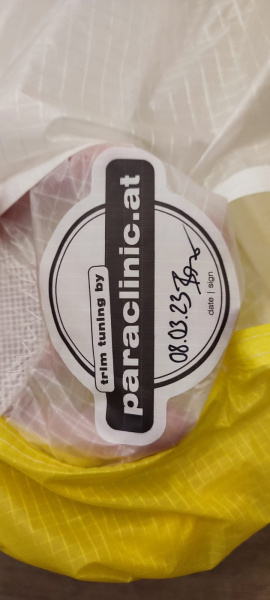 trim tuning by
paraclinic.at
08.03.23
date | sign